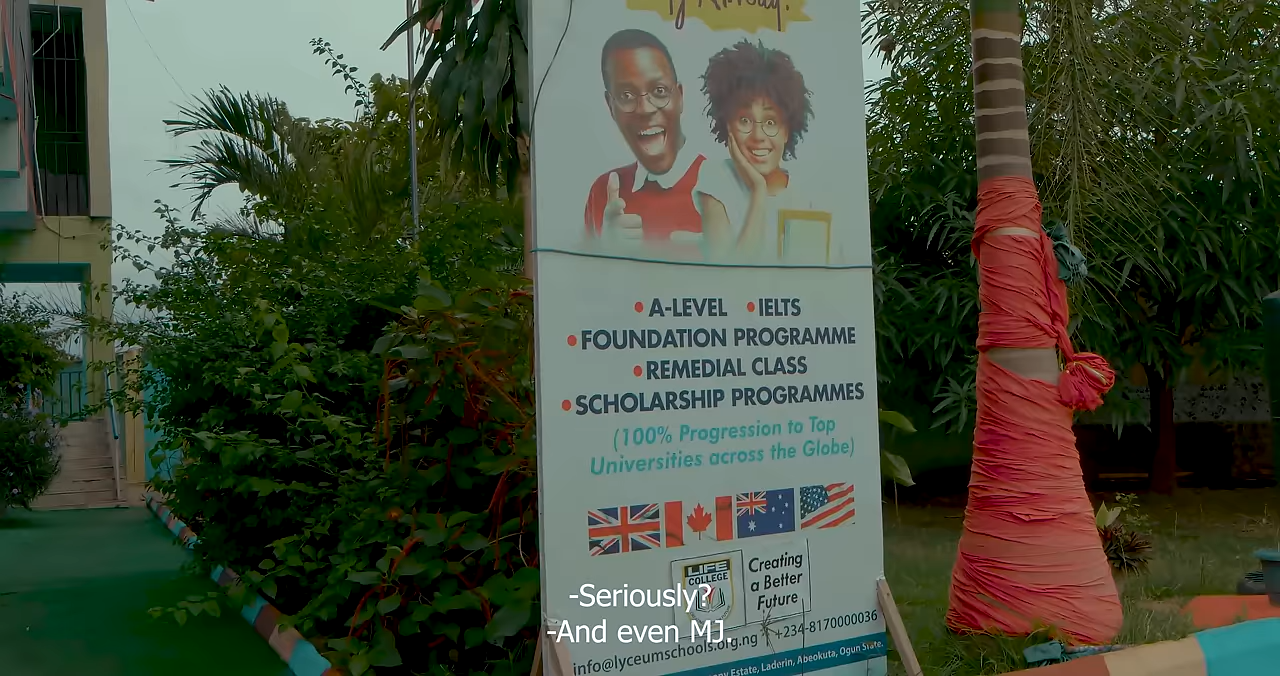 • A-LEVEL • IELTS
• FOUNDATION PROGRAMME
• REMEDIAL CLASS
• SCHOLARSHIP PROGRAMMES
(100% Progression to Top
Universities across the Globe)
LIFE
COLLEGE
Creating
a Better
Future
-Seriously?
-And even MJ.
info@lyceumschools.org.ng
+234-8170000036
Estate, Laderin, Abeokuta, Ogun State.